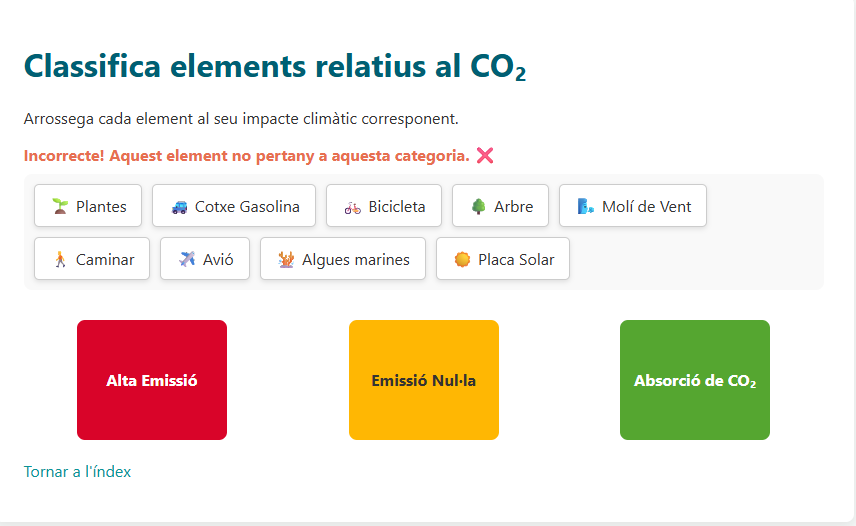 Classifica elements relatius al CO₂
Arrossega cada element al seu impacte climàtic corresponent.
Incorrecte! Aquest element no pertany a aquesta categoria. ❌
Plantes Cotxe Gasolina Bicicleta Arbre Molí de Vent
Caminar Avió Algues marines Placa Solar
Alta Emissió Emissió Nul·la Absorció de CO₂
Tornar a l'índex